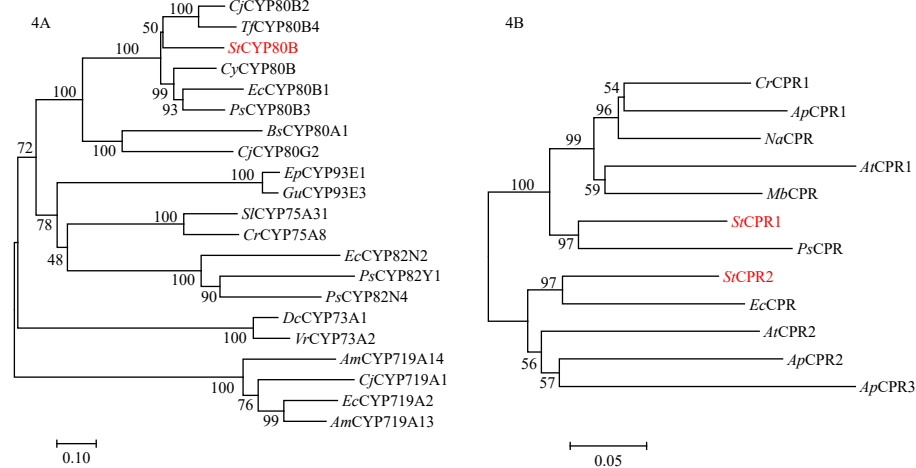 4A
CjCYP80B2
100
TfCYP80B4
50
StCYP80B
100
CyCYP80B
99
EcCYP80B1
93
PsCYP80B3
100
BsCYP80A1
100
CjCYP80G2
72
EpCYP93E1
100
GuCYP93E3
78
SlCYP75A31
100
CrCYP75A8
48
EcCYP82N2
100
PsCYP82Y1
90
PsCYP82N4
DcCYP73A1
100
VrCYP73A2
AmCYP719A14
100
CjCYP719A1
76
EcCYP719A2
99
AmCYP719A13
0.10
4B
CrCPR1
54
ApCPR1
96
NaCPR
99
AtCPR1
59
MbCPR
100
StCPR1
97
PsCPR
StCPR2
97
EcCPR
AtCPR2
56
ApCPR2
57
ApCPR3
0.05